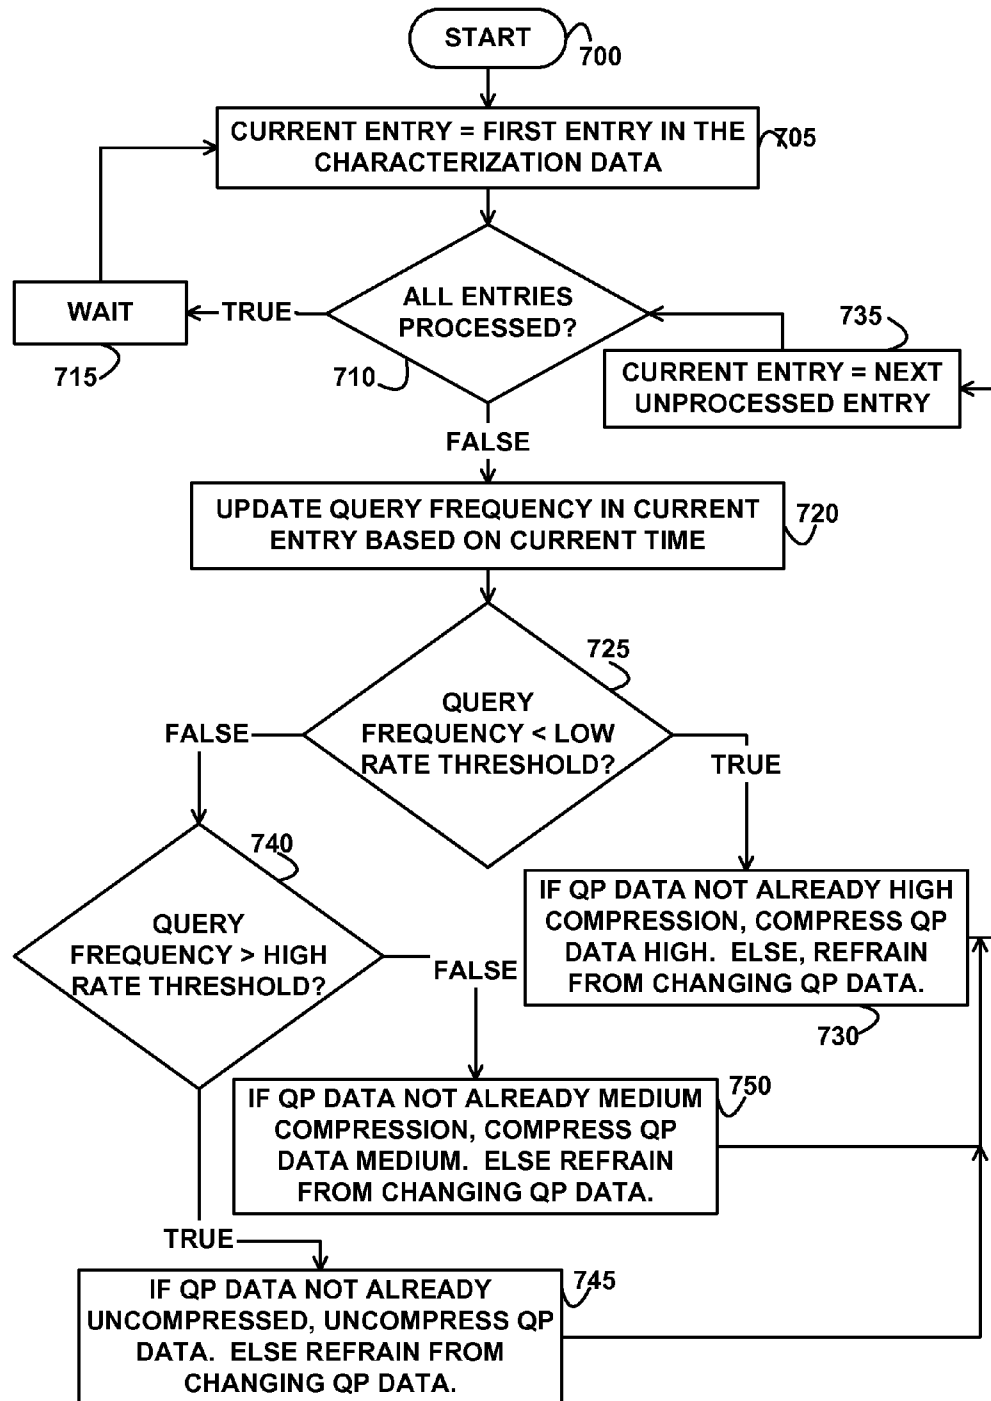 START
700
CURRENT ENTRY = FIRST ENTRY IN THE
CHARACTERIZATION DATA
705
ALL ENTRIES
PROCESSED?
710
TRUE
WAIT
715
735
CURRENT ENTRY = NEXT
UNPROCESSED ENTRY
FALSE
UPDATE QUERY FREQUENCY IN CURRENT
ENTRY BASED ON CURRENT TIME
720
725
QUERY
FREQUENCY < LOW
RATE THRESHOLD?
FALSE
TRUE
740
QUERY
FREQUENCY > HIGH
RATE THRESHOLD?
FALSE
IF QP DATA NOT ALREADY HIGH
COMPRESSION, COMPRESS QP
DATA HIGH. ELSE, REFRAIN
FROM CHANGING QP DATA.
730
IF QP DATA NOT ALREADY MEDIUM
COMPRESSION, COMPRESS QP
DATA MEDIUM. ELSE REFRAIN
FROM CHANGING QP DATA.
750
TRUE
IF QP DATA NOT ALREADY
UNCOMPRESSED, UNCOMPRESS QP
DATA. ELSE REFRAIN FROM
CHANGING QP DATA.
745